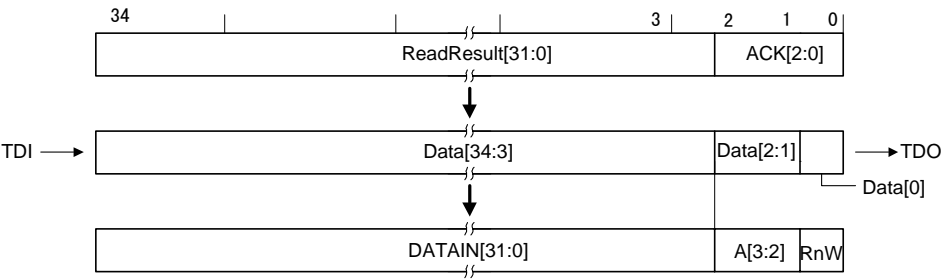 34 3 2 1 0
ReadResult[31:0] ACK[2:0]
TDI Data[34:3] Data[2:1] TDO
Data[0]
DATAIN[31:0] A[3:2] RnW